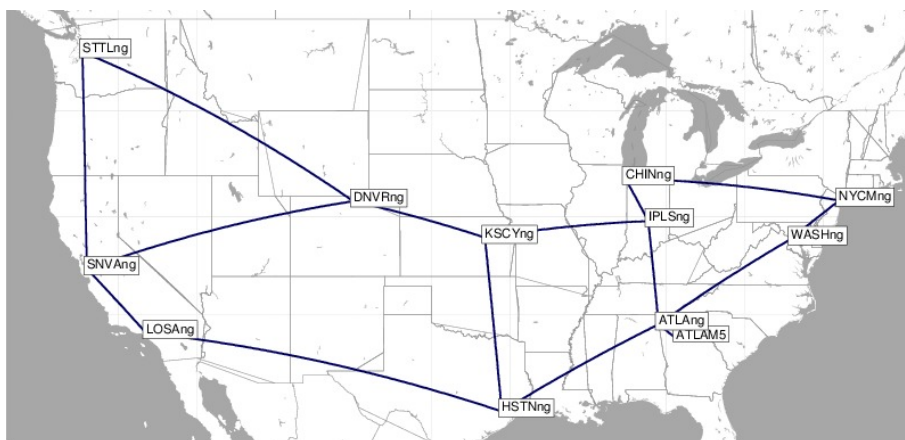 STTLng
CHINng
DNVRng
NYCMng
IPLSng
KSCYng
WASHng
SNVAng
ATLAng
LOSAng
ATLAM5
HSTNng